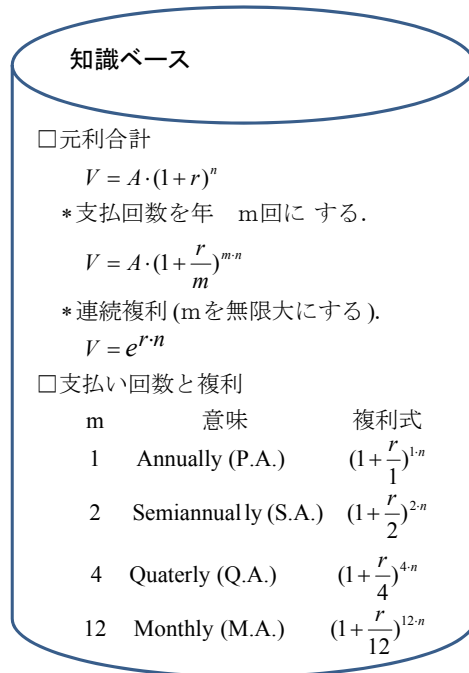 知識ベース
□元利合計
V = A·(1+r)^n
*支払回数を年 m回に する.
V = A·(1+r/m)^{m·n}
*連続複利(mを無限大にする).
V = e^{r·n}
□支払い回数と複利
m 意味 複利式
1 Annually (P.A.) (1+r/1)^{1·n}
2 Semiannually (S.A.) (1+r/2)^{2·n}
4 Quaterly (Q.A.) (1+r/4)^{4·n}
12 Monthly (M.A.) (1+r/12)^{12·n}